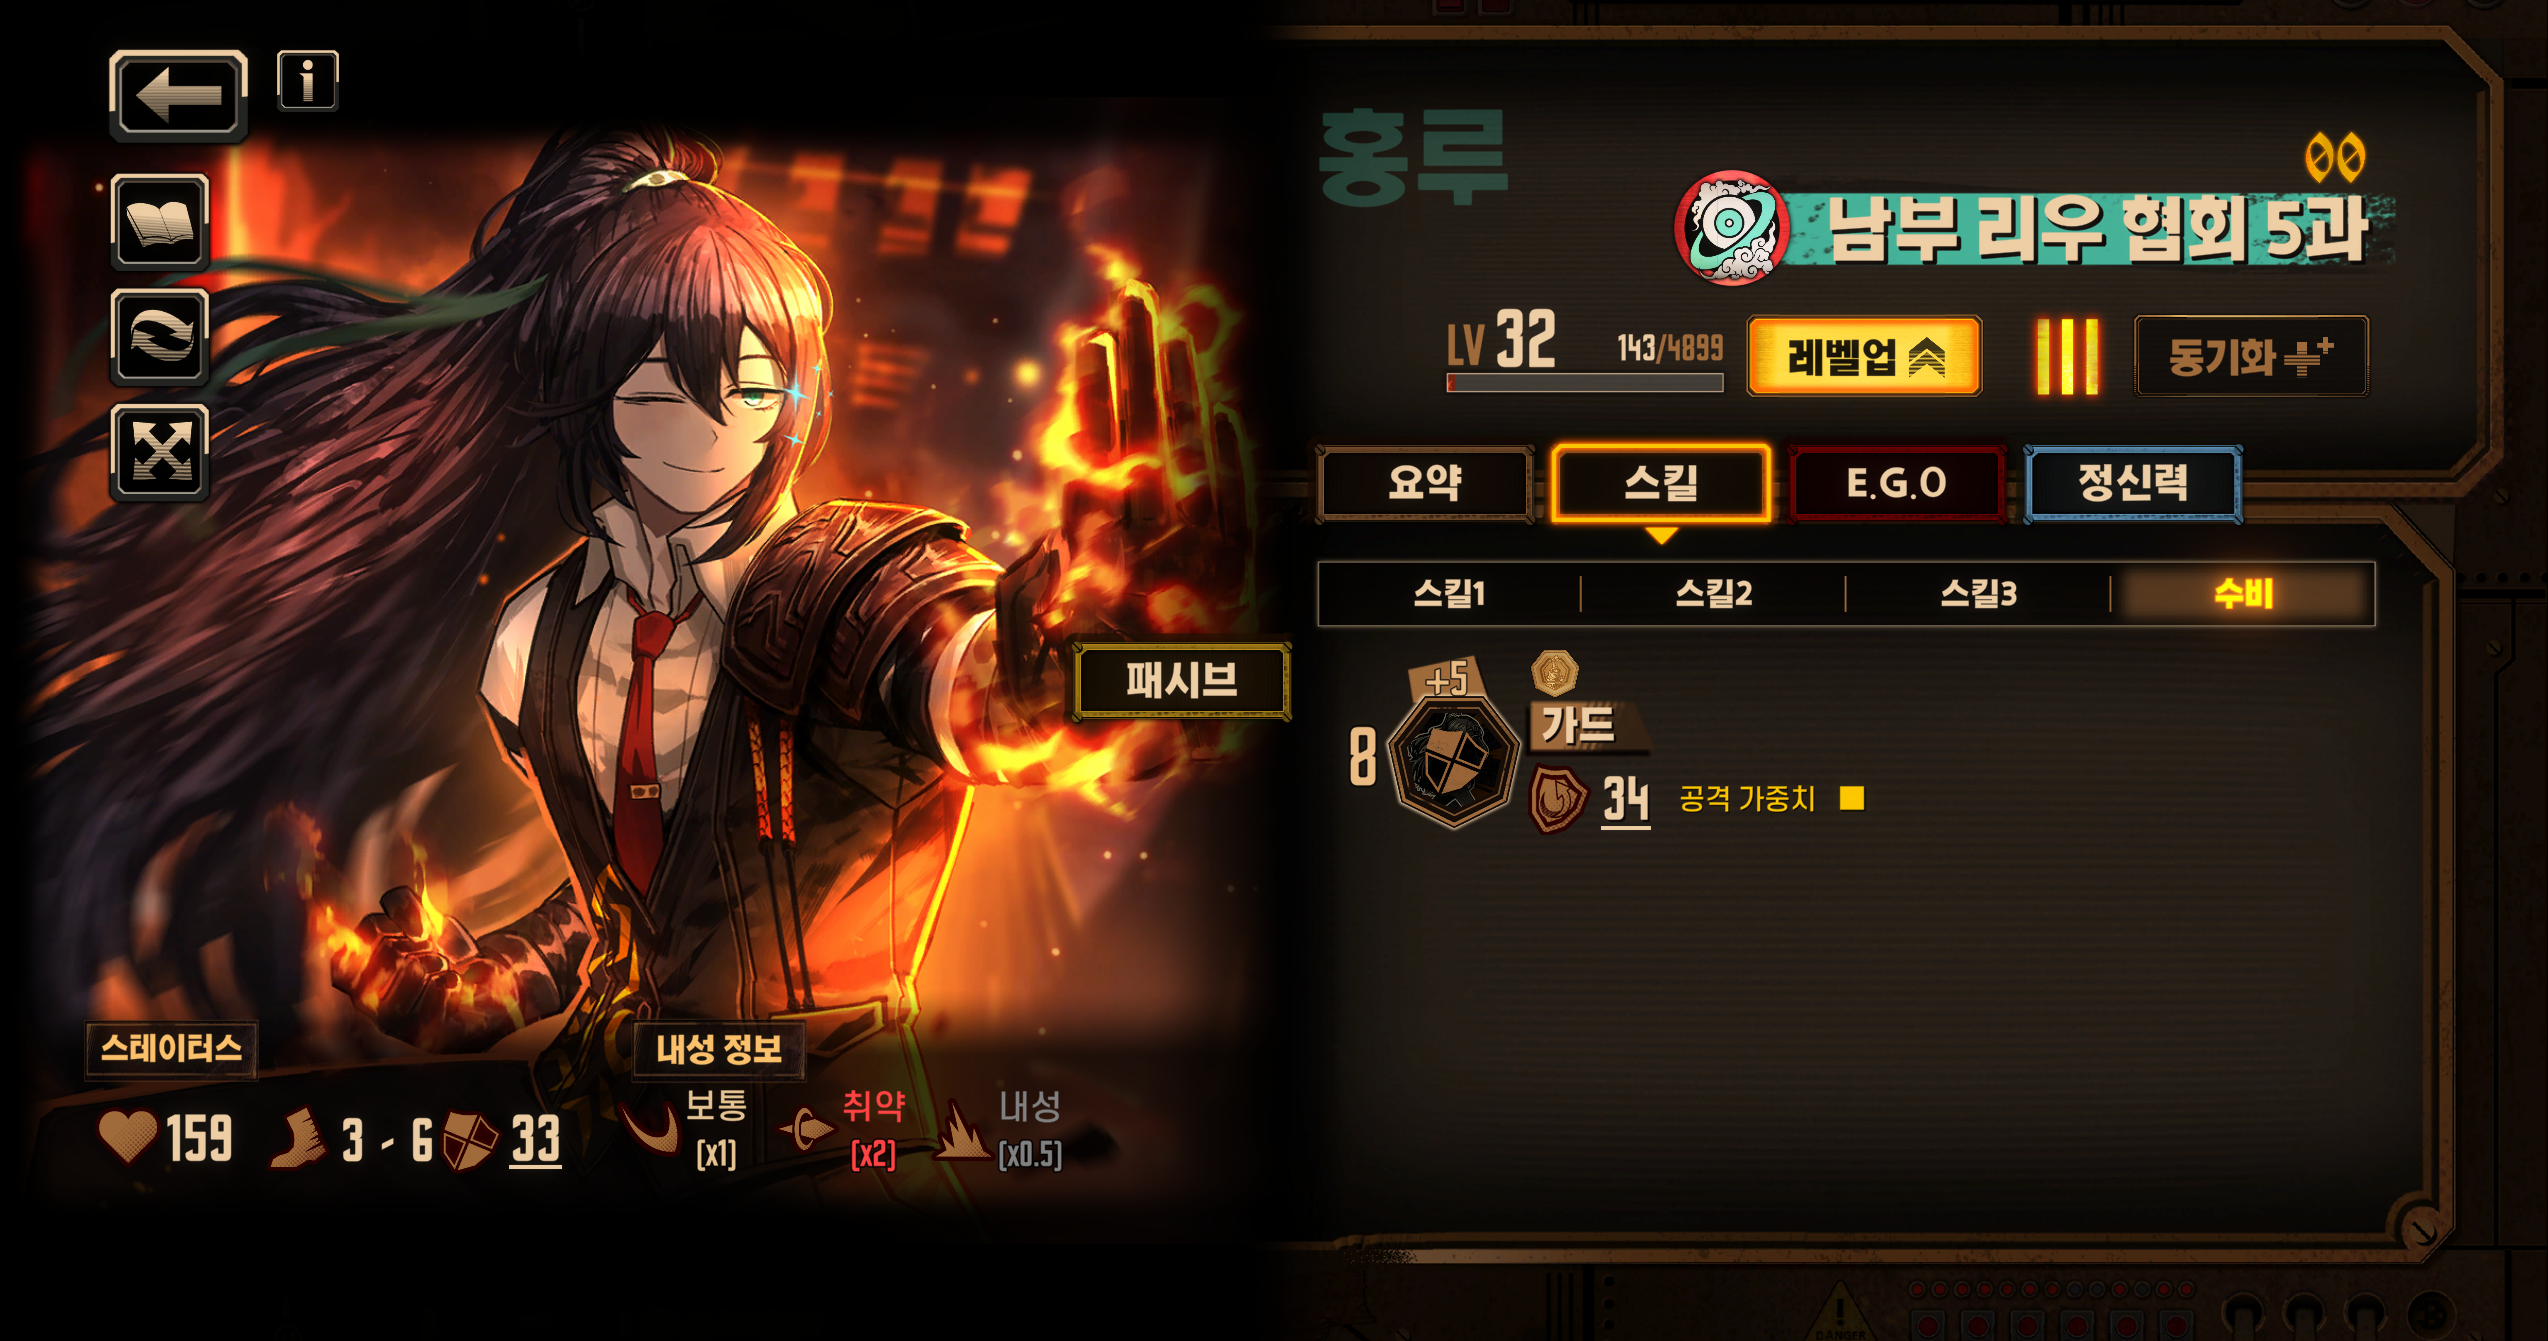 홍루
남부 리우 협회 5과
LV 32
143/4899
레벨업
동기화
요약
스킬
E.G.O
정신력
스킬1
스킬2
스킬3
수비
패시브
+5
8
가드
34
공격 가중치
스테이터스
159
3 - 6
33
내성 정보
보통
[x1]
취약
[x2]
내성
[x0.5]
DANGER